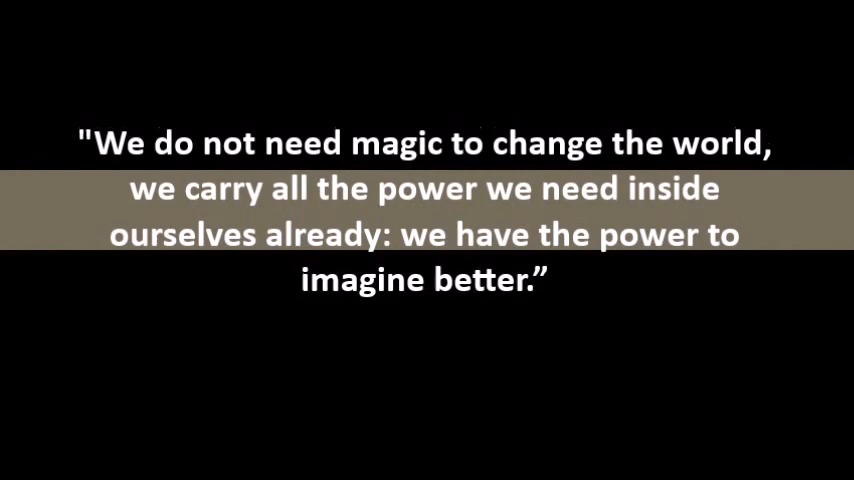 "We do not need magic to change the world,
we carry all the power we need inside
ourselves already: we have the power to
imagine better.”